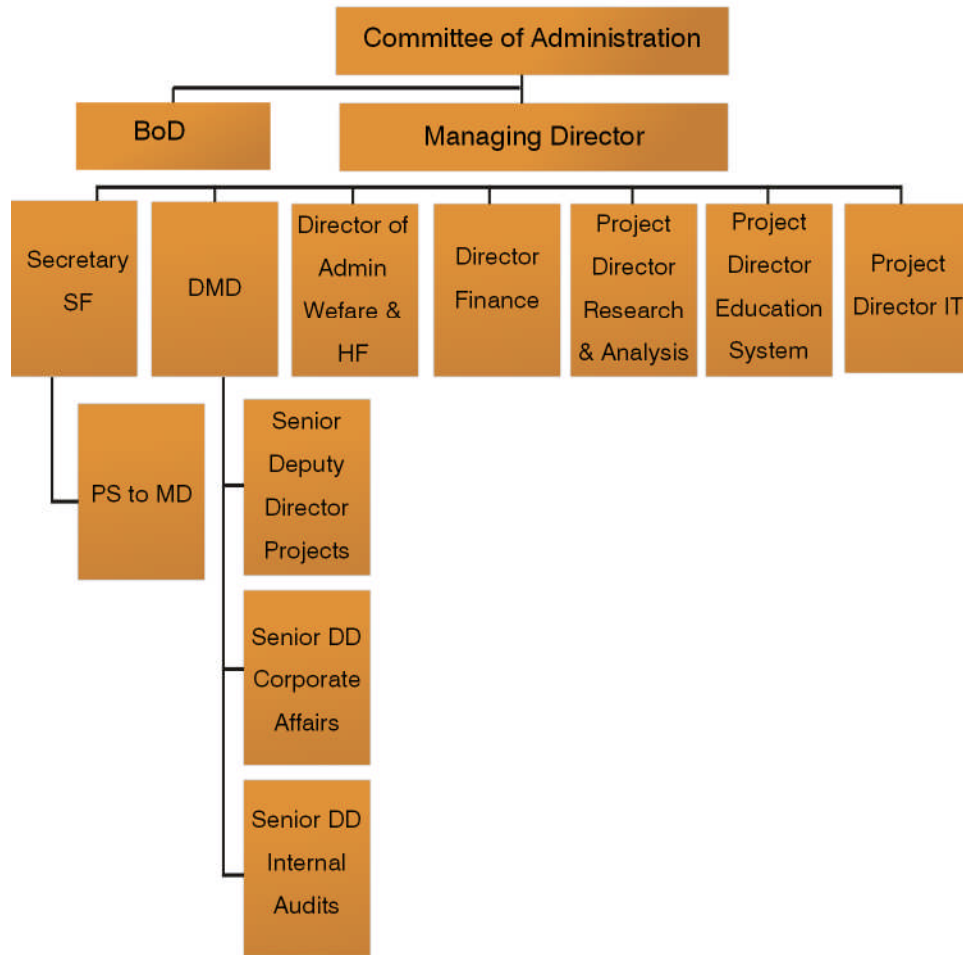 Committee of Administration
BoD
Managing Director
Secretary
SF
DMD
Director of
Admin
Wefare &
HF
Director
Finance
Project
Director
Research
& Analysis
Project
Director
Education
System
Project
Director IT
PS to MD
Senior
Deputy
Director
Projects
Senior DD
Corporate
Affairs
Senior DD
Internal
Audits